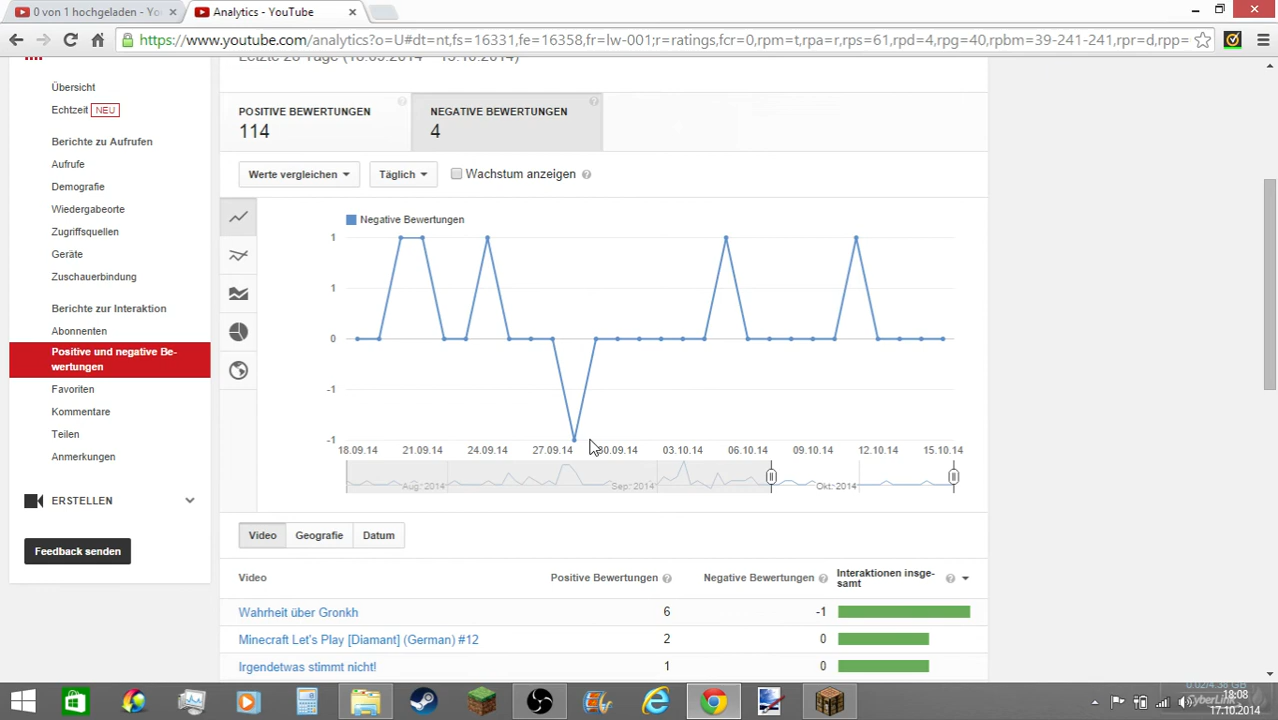 0 von 1 hochgeladen - Yo
Analytics - YouTube
https://www.youtube.com/analytics?o=U#dt=nt,fs=16331,fe=16358,fr=lw-001;r=ratings,fcr=0,rpm=t,rpa=r,rps=61,rpd=4,rpg=40,rpbm=39-241-241,rpr=d,rpp=
Übersicht
Echtzeit NEU
Berichte zu Aufrufen
Aufrufe
Demografie
Wiedergabeorte
Zugriffsquellen
Geräte
Zuschauerbindung
Berichte zur Interaktion
Abonnenten
Positive und negative Be-
wertungen
Favoriten
Kommentare
Teilen
Anmerkungen
ERSTELLEN
Feedback senden
POSITIVE BEWERTUNGEN
114
NEGATIVE BEWERTUNGEN
4
Werte vergleichen
Täglich
Wachstum anzeigen
Negative Bewertungen
1
1
0
-1
-1
18.09.14 21.09.14 24.09.14 27.09.14 30.09.14 03.10.14 06.10.14 09.10.14 12.10.14 15.10.14
Aug. 2014 Sep. 2014 Okt. 2014
Video Geografie Datum
Video Positive Bewertungen Negative Bewertungen Interaktionen insge-
samt
Wahrheit über Gronkh 6 -1
Minecraft Let's Play [Diamant] (German) #12 2 0
Irgendetwas stimmt nicht! 1 0
18:08
CyberLink
17.10.2014